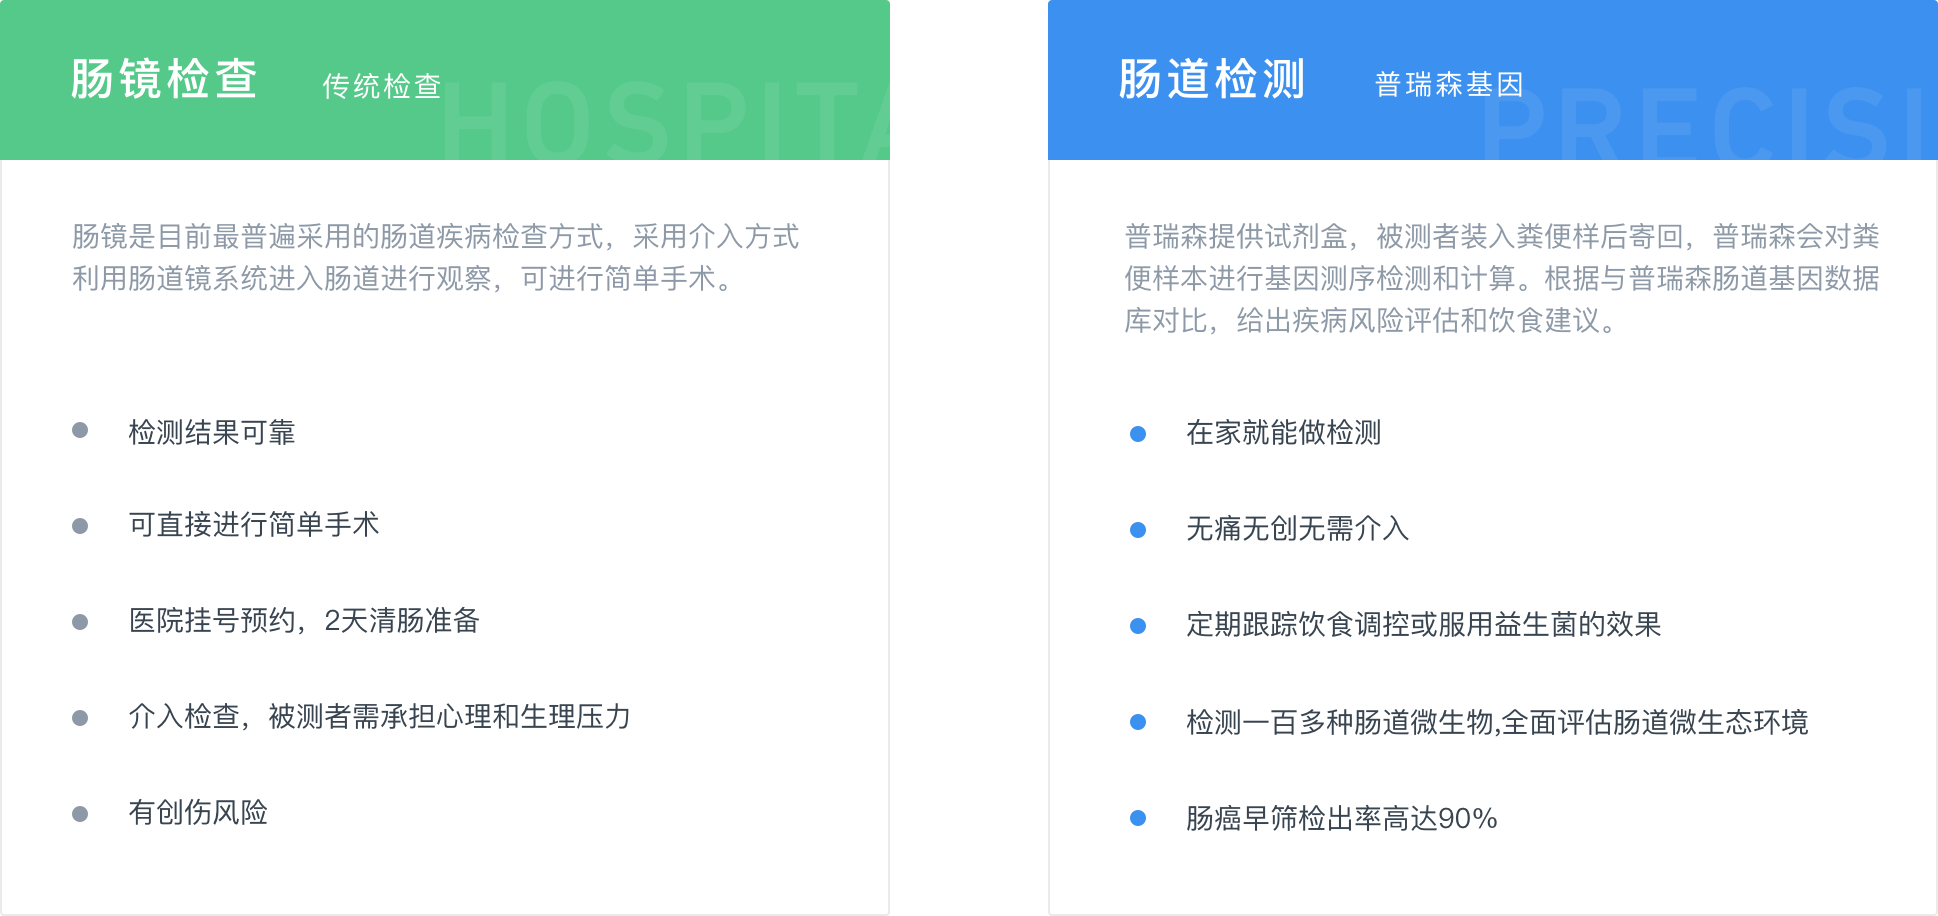 肠镜检查 传统检查
HOSPITA
肠镜是目前最普遍采用的肠道疾病检查方式，采用介入方式
利用肠道镜系统进入肠道进行观察，可进行简单手术。
检测结果可靠
可直接进行简单手术
医院挂号预约，2天清肠准备
介入检查，被测者需承担心理和生理压力
有创伤风险
肠道检测 普瑞森基因
PRECISI
普瑞森提供试剂盒，被测者装入粪便样后寄回，普瑞森会对粪
便样本进行基因测序检测和计算。根据与普瑞森肠道基因数据
库对比，给出疾病风险评估和饮食建议。
在家就能做检测
无痛无创无需介入
定期跟踪饮食调控或服用益生菌的效果
检测一百多种肠道微生物,全面评估肠道微生态环境
肠癌早筛检出率高达90%